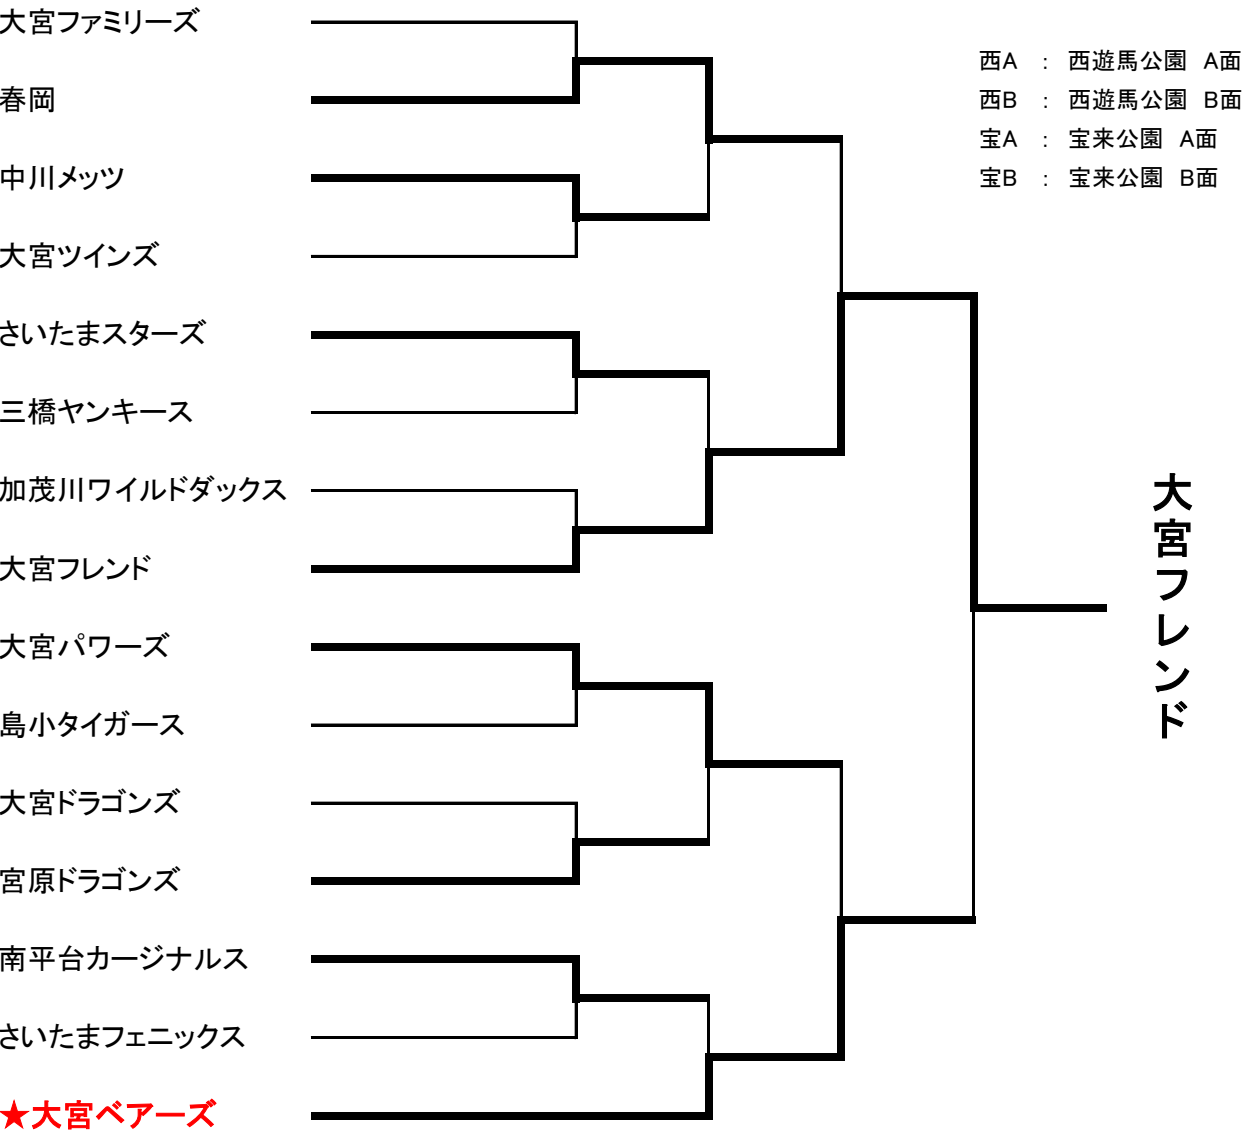 大宮ファミリーズ
春岡
中川メッツ
大宮ツインズ
さいたまスターズ
三橋ヤンキース
加茂川ワイルドダックス
大宮フレンド
大宮パワーズ
島小タイガース
大宮ドラゴンズ
宮原ドラゴンズ
南平台カージナルス
さいたまフェニックス
★大宮ベアーズ
西A : 西遊馬公園 A面
西B : 西遊馬公園 B面
宝A : 宝来公園 A面
宝B : 宝来公園 B面
大宮フレンド